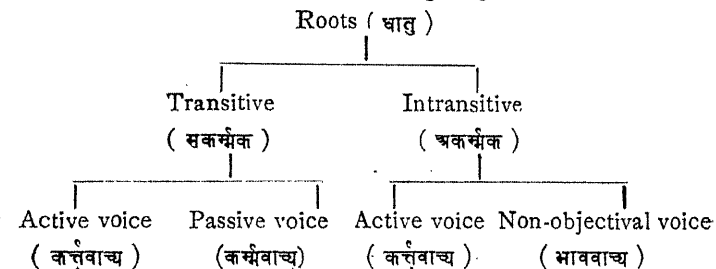 Roots ( धातु )
Transitive Intransitive
( सकर्म्मक ) ( अकर्म्मक )
Active voice Passive voice Active voice Non-objectival voice
( कर्त्तृवाच्य ) (कर्म्मवाच्य) ( कर्त्तृवाच्य ) ( भाववाच्य )